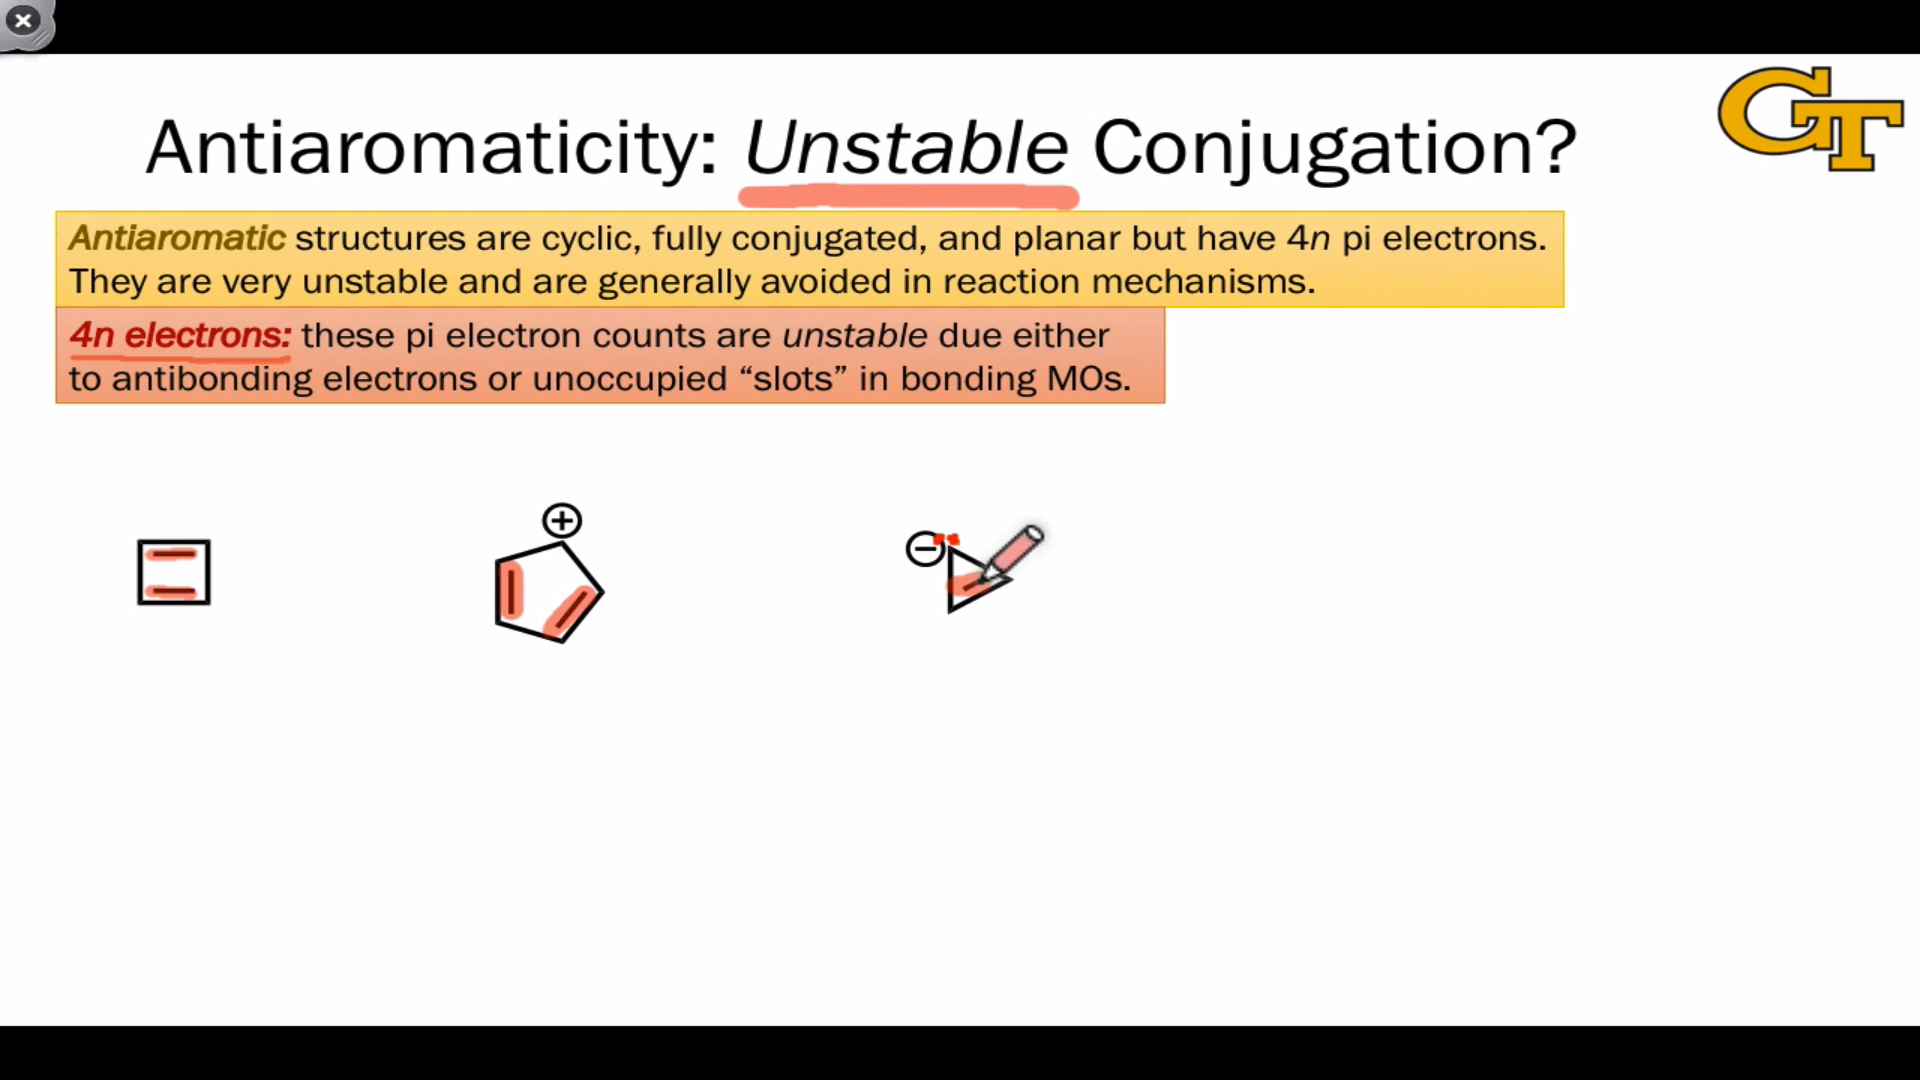 GT
Antiaromaticity: Unstable Conjugation?
Antiaromatic structures are cyclic, fully conjugated, and planar but have 4n pi electrons.
They are very unstable and are generally avoided in reaction mechanisms.
4n electrons: these pi electron counts are unstable due either
to antibonding electrons or unoccupied “slots” in bonding MOs.